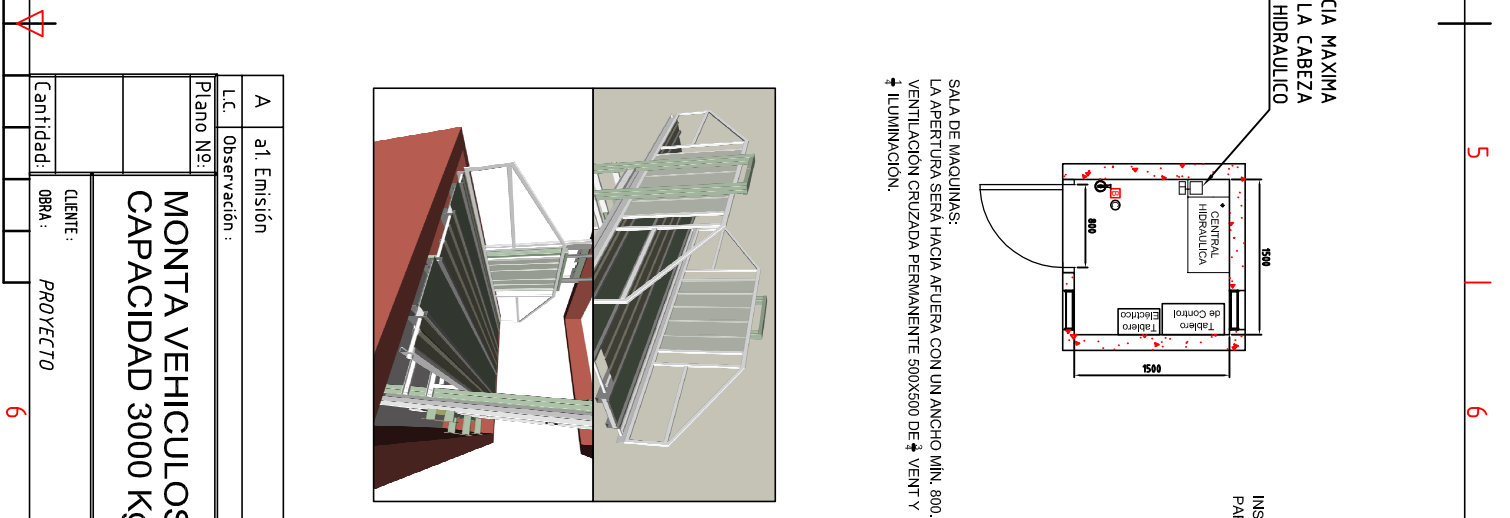 CIA MAXIMA
LA CABEZA
HIDRAULICO
5
6
INS
PAR
1500
CENTRAL
HIDRAULICA
800
Tablero
de Control
Tablero
Eléctrico
1500
SALA DE MAQUINAS:
LA APERTURA SERÁ HACIA AFUERA CON UN ANCHO MÍN. 800.
VENTILACIÓN CRUZADA PERMANENTE 500X500 DE VENT Y
ILUMINACIÓN.
A a1. Emisión
L.C. Observación :
Plano Nº:
MONTA VEHICULOS
CAPACIDAD 3000 Kg
Cantidad:
CLIENTE :
OBRA : PROYECTO
6